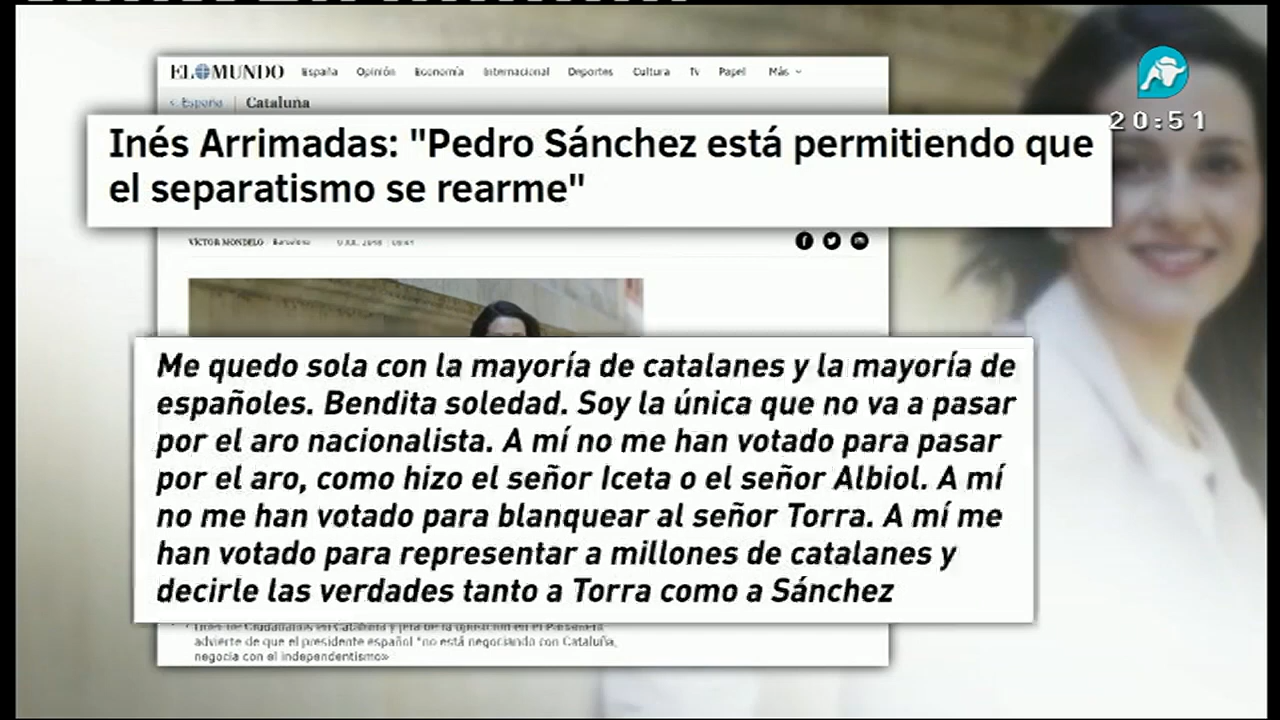 EL MUNDO España Opinión Economía Internacional Deportes Cultura Tv Papel Más
< España | Cataluña
20:51
Inés Arrimadas: "Pedro Sánchez está permitiendo que
el separatismo se rearme"
VÍCTOR MONDELO Barcelona
Me quedo sola con la mayoría de catalanes y la mayoría de
españoles. Bendita soledad. Soy la única que no va a pasar
por el aro nacionalista. A mí no me han votado para pasar
por el aro, como hizo el señor Iceta o el señor Albiol. A mí
no me han votado para blanquear al señor Torra. A mí me
han votado para representar a millones de catalanes y
decirle las verdades tanto a Torra como a Sánchez
advierte de que el presidente español "no está negociando con Cataluña,
negocia con el independentismo»